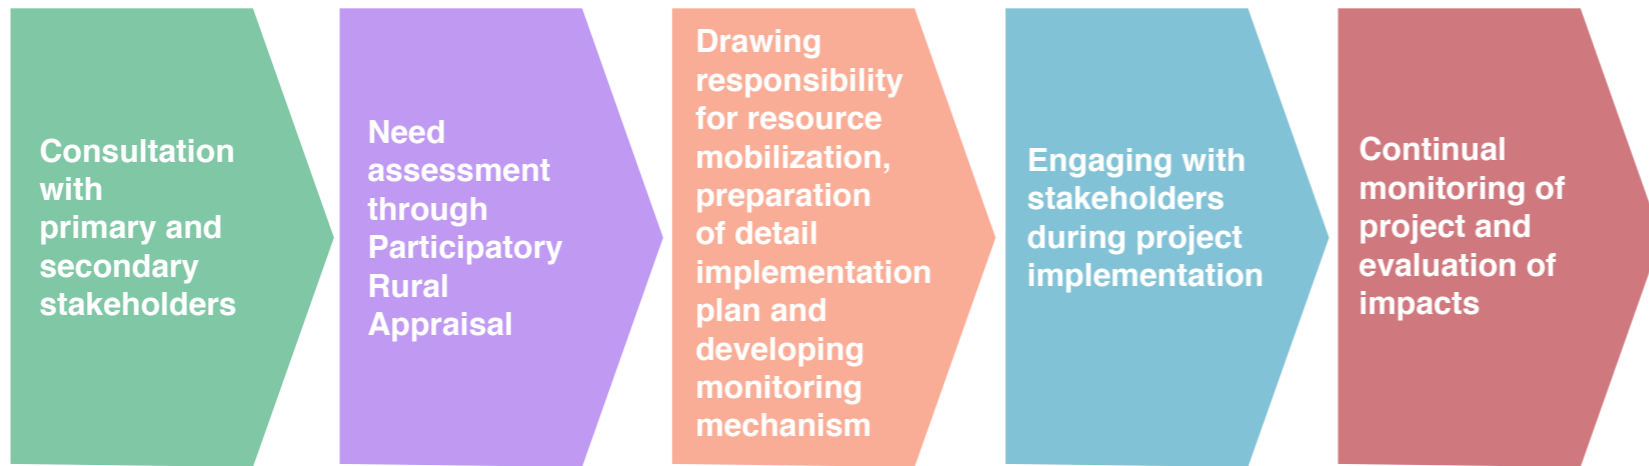 Consultation
with
primary and
secondary
stakeholders
Need
assessment
through
Participatory
Rural
Appraisal
Drawing
responsibility
for resource
mobilization,
preparation
of detail
implementation
plan and
developing
monitoring
mechanism
Engaging with
stakeholders
during project
implementation
Continual
monitoring of
project and
evaluation of
impacts